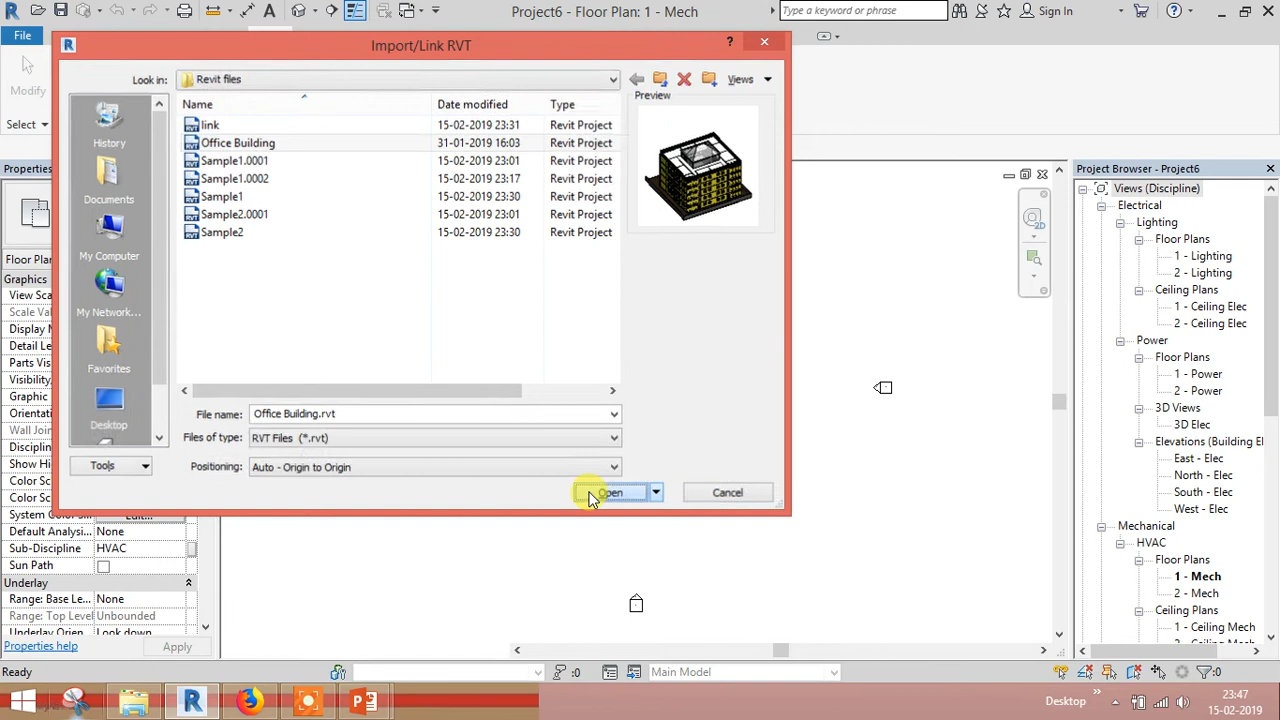 Project6 - Floor Plan: 1 - Mech
Type a keyword or phrase
Sign In
File
Modify
Select
Import/Link RVT
Look in:
Revit files
Views
Name
Date modified
Type
Preview
link 15-02-2019 23:31 Revit Project
Office Building 31-01-2019 16:03 Revit Project
Sample1.0001 15-02-2019 23:01 Revit Project
Sample1.0002 15-02-2019 23:17 Revit Project
Sample1 15-02-2019 23:30 Revit Project
Sample2.0001 15-02-2019 23:01 Revit Project
Sample2 15-02-2019 23:30 Revit Project
History
Documents
My Computer
My Network...
Favorites
Desktop
File name: Office Building.rvt
Files of type: RVT Files (*.rvt)
Positioning: Auto - Origin to Origin
Tools
Open
Cancel
Properties
Floor Plan
Graphics
View Sca
Scale Val
Display M
Detail Le
Parts Visi
Visibility,
Graphic
Orientati
Wall Join
Disciplin
Color Sc
Color Sc
System Color S... Edit...
Default Analysi... None
Sub-Discipline HVAC
Sun Path
Underlay
Range: Base Le... None
Range: Top Level Unbounded
Underlay Orien Look down
Properties help
Apply
Project Browser - Project6
Views (Discipline)
Electrical
Lighting
Floor Plans
1 - Lighting
2 - Lighting
Ceiling Plans
1 - Ceiling Elec
2 - Ceiling Elec
Power
Floor Plans
1 - Power
2 - Power
3D Views
3D Elec
Elevations (Building El
East - Elec
North - Elec
South - Elec
West - Elec
Mechanical
HVAC
Floor Plans
1 - Mech
2 - Mech
Ceiling Plans
1 - Ceiling Mech
Ready
:0
Main Model
:0
Desktop
23:47
15-02-2019